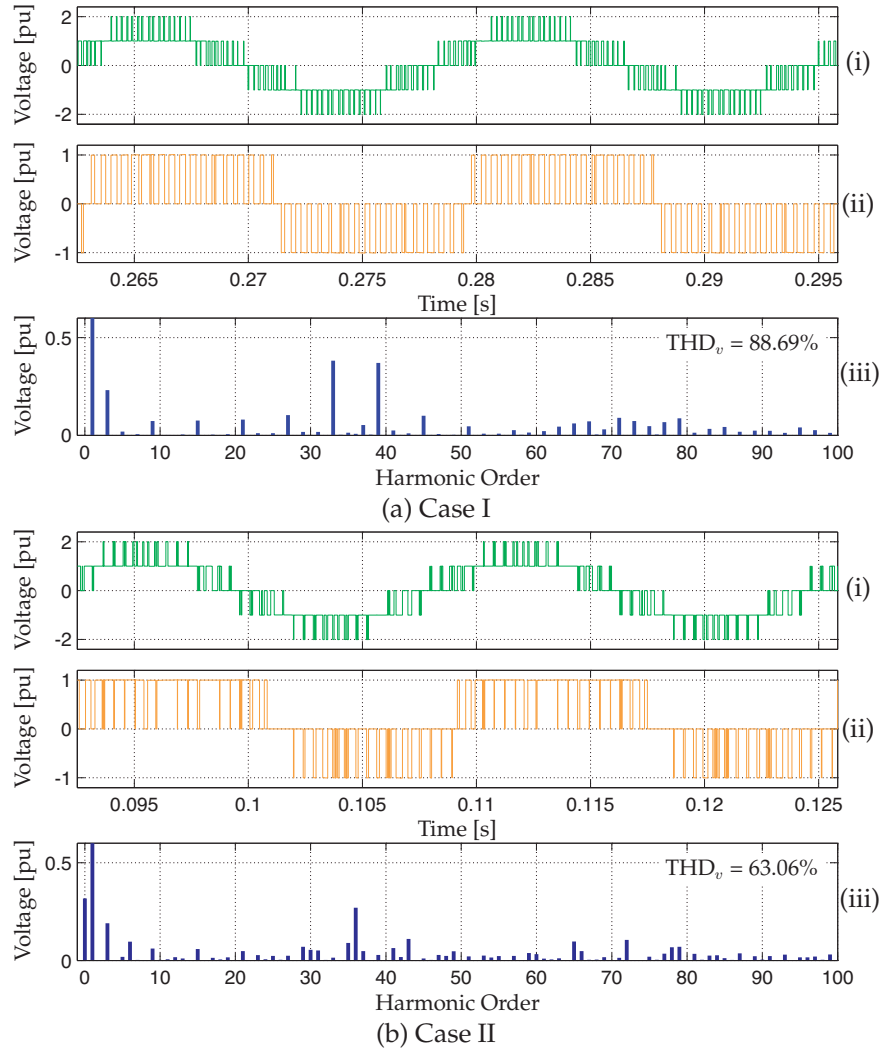 Voltage [pu]
2
0
-2
(i)
Voltage [pu]
1
0
-1
(ii)
0.265 0.27 0.275 0.28 0.285 0.29 0.295
Time [s]
Voltage [pu]
0.5
0
THDv = 88.69%
(iii)
0 10 20 30 40 50 60 70 80 90 100
Harmonic Order
(a) Case I
Voltage [pu]
2
0
-2
(i)
Voltage [pu]
1
0
-1
(ii)
0.095 0.1 0.105 0.11 0.115 0.12 0.125
Time [s]
Voltage [pu]
0.5
0
THDv = 63.06%
(iii)
0 10 20 30 40 50 60 70 80 90 100
Harmonic Order
(b) Case II